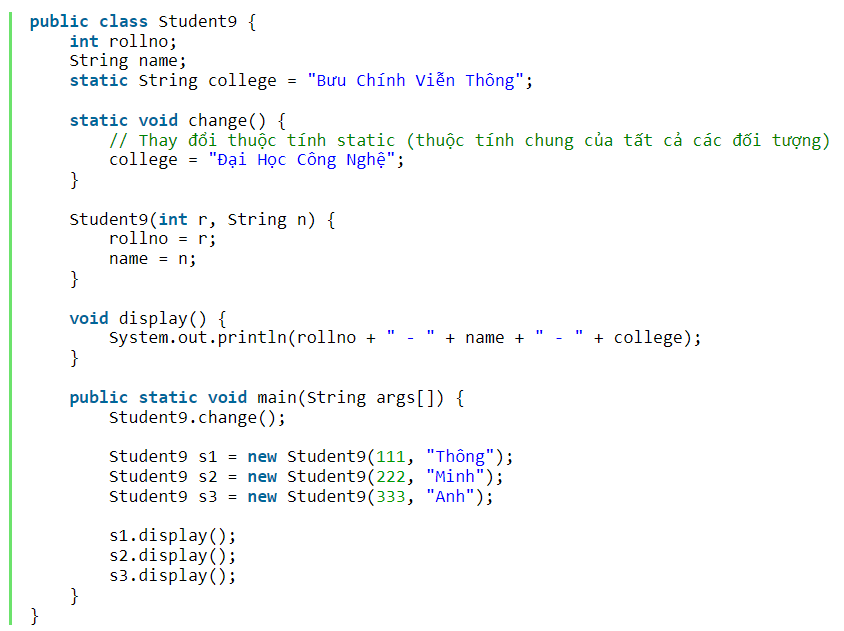 public class Student9 {
    int rollno;
    String name;
    static String college = "Bưu Chính Viễn Thông";

    static void change() {
        // Thay đổi thuộc tính static (thuộc tính chung của tất cả các đối tượng)
        college = "Đại Học Công Nghệ";
    }

    Student9(int r, String n) {
        rollno = r;
        name = n;
    }

    void display() {
        System.out.println(rollno + " - " + name + " - " + college);
    }

    public static void main(String args[]) {
        Student9.change();

        Student9 s1 = new Student9(111, "Thông");
        Student9 s2 = new Student9(222, "Minh");
        Student9 s3 = new Student9(333, "Anh");

        s1.display();
        s2.display();
        s3.display();
    }
}